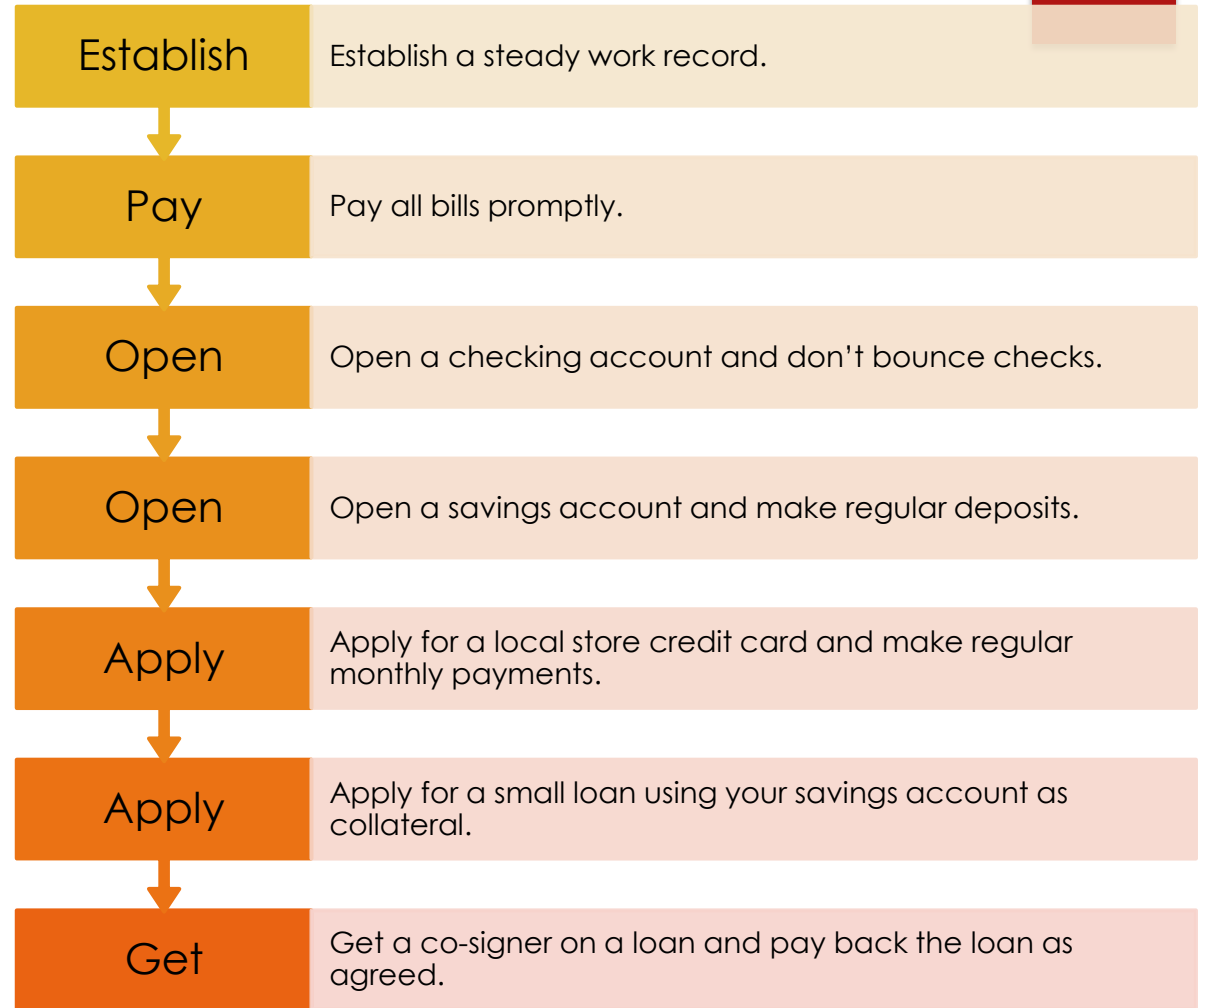 Establish
Establish a steady work record.
Pay
Pay all bills promptly.
Open
Open a checking account and don’t bounce checks.
Open
Open a savings account and make regular deposits.
Apply
Apply for a local store credit card and make regular
monthly payments.
Apply
Apply for a small loan using your savings account as
collateral.
Get
Get a co-signer on a loan and pay back the loan as
agreed.